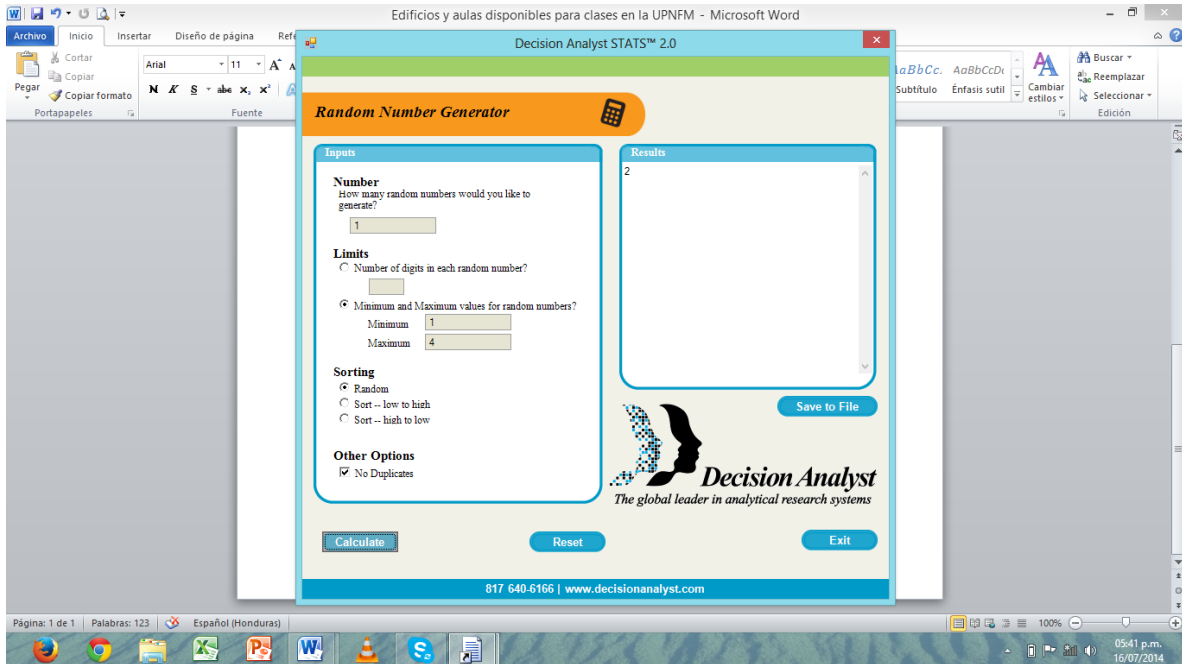 Edificios y aulas disponibles para clases en la UPNFM - Microsoft Word
Archivo Inicio Insertar Diseño de página Refe
Pegar
Cortar
Copiar
Copiar formato
Portapapeles
Arial 11
N K S abc x₂ x²
Fuente
AaBbCcDc
Subtítulo Énfasis sutil
Cambiar estilos
Buscar
Reemplazar
Seleccionar
Edición
Decision Analyst STATS™ 2.0
Random Number Generator
Inputs
Number
How many random numbers would you like to
generate?
1
Limits
Number of digits in each random number?
Minimum and Maximum values for random numbers?
Minimum 1
Maximum 4
Sorting
Random
Sort -- low to high
Sort -- high to low
Other Options
No Duplicates
Results
2
Save to File
Decision Analyst
The global leader in analytical research systems
Calculate Reset Exit
817 640-6166 | www.decisionanalyst.com
Página: 1 de 1 Palabras: 123 Español (Honduras) 100%
05:41 p.m.
16/07/2014